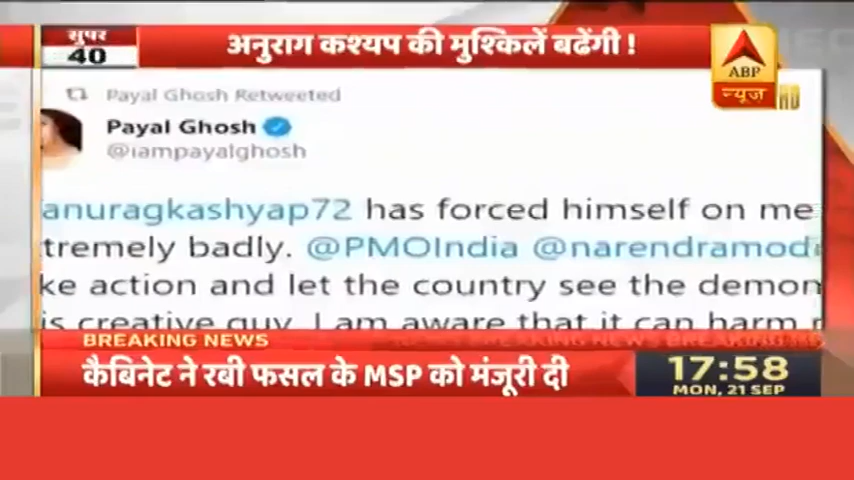 सुपर
40
अनुराग कश्यप की मुश्किलें बढेंगी !
ABP
न्यूज़
HD
Payal Ghosh Retweeted
Payal Ghosh
@iampayalghosh
anuragkashyap72 has forced himself on me
tremely badly. @PMOIndia @narendramodi
ke action and let the country see the demon
is creative guy. I am aware that it can harm
BREAKING NEWS
कैबिनेट ने रबी फसल के MSP को मंजूरी दी
17:58
MON, 21 SEP